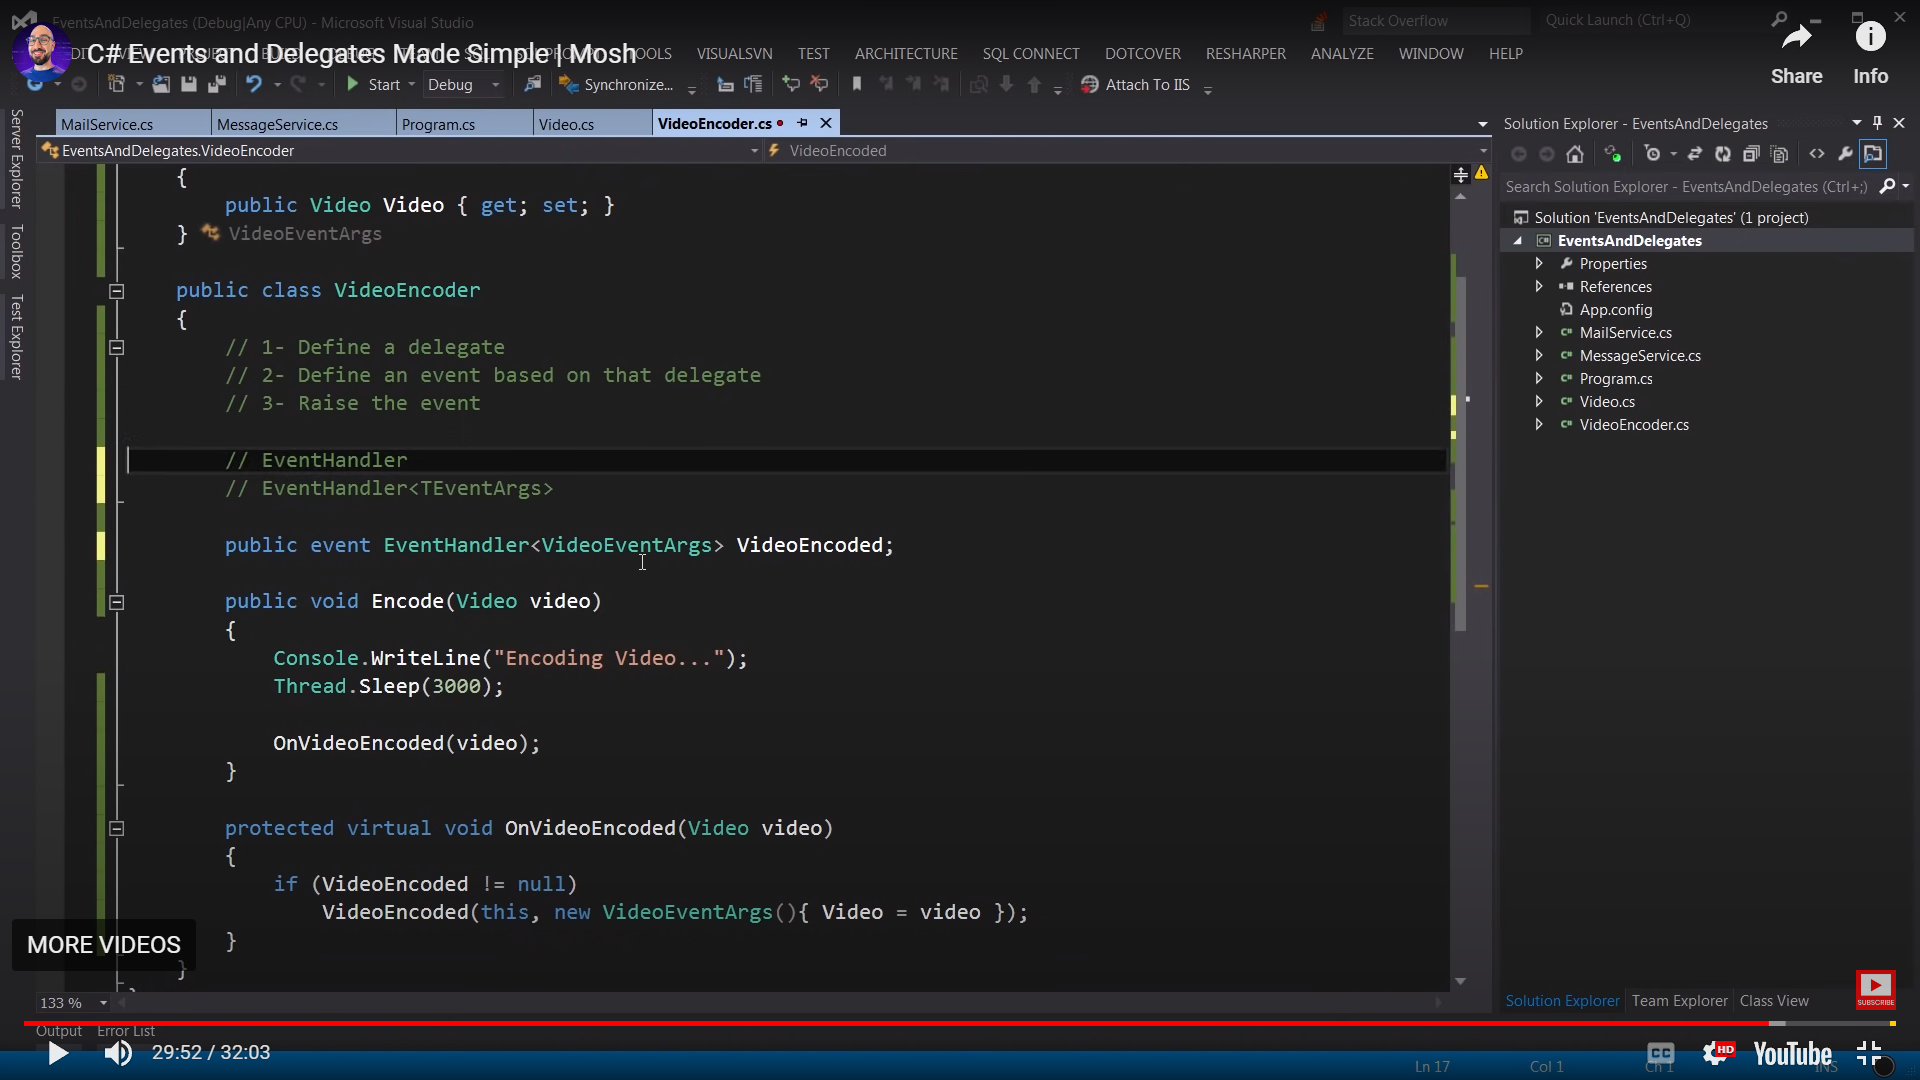 EventsAndDelegates (Debug|Any CPU) - Microsoft Visual Studio
Stack Overflow
Quick Launch (Ctrl+Q)
C# Events and Delegates Made Simple | Mosh
TOOLS VISUALSVN TEST ARCHITECTURE SQL CONNECT DOTCOVER RESHARPER ANALYZE WINDOW HELP
Share
Info
Start Debug Synchronize... Attach To IIS
MailService.cs MessageService.cs Program.cs Video.cs VideoEncoder.cs
EventsAndDelegates.VideoEncoder VideoEncoded
Server Explorer
Toolbox
Test Explorer
{
public Video Video { get; set; }
} VideoEventArgs
public class VideoEncoder
{
// 1- Define a delegate
// 2- Define an event based on that delegate
// 3- Raise the event
// EventHandler
// EventHandler<TEventArgs>
public event EventHandler<VideoEventArgs> VideoEncoded;
public void Encode(Video video)
{
Console.WriteLine("Encoding Video...");
Thread.Sleep(3000);
OnVideoEncoded(video);
}
protected virtual void OnVideoEncoded(Video video)
{
if (VideoEncoded != null)
VideoEncoded(this, new VideoEventArgs(){ Video = video });
}
}
Solution Explorer - EventsAndDelegates
Search Solution Explorer - EventsAndDelegates (Ctrl+;)
Solution 'EventsAndDelegates' (1 project)
EventsAndDelegates
Properties
References
App.config
MailService.cs
MessageService.cs
Program.cs
Video.cs
VideoEncoder.cs
Solution Explorer Team Explorer Class View
SUBSCRIBE
MORE VIDEOS
133 %
Output Error List
29:52 / 32:03
CC HD YouTube
Ln 17 Col 1 Ch 1 INS